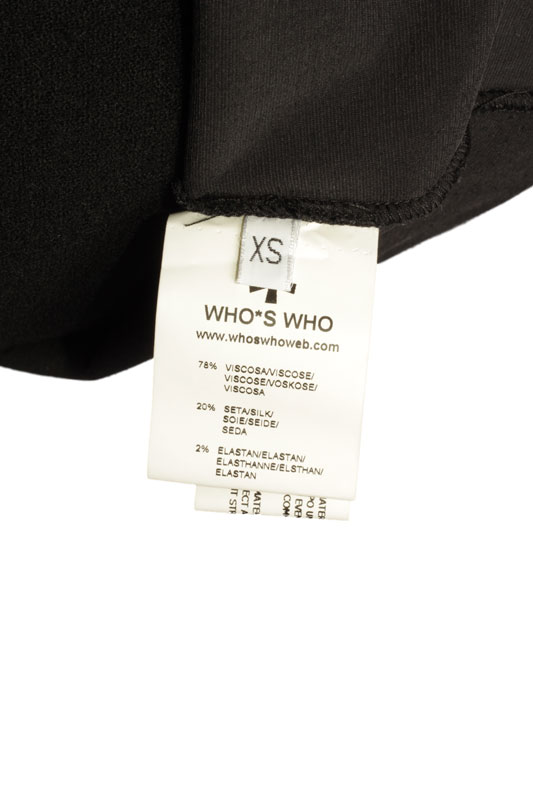 XS
WHO*S WHO
www.whoswhoweb.com
78% VISCOSA/VISCOSE/
VISCOSE/VOSKOSE/
VISCOSA
20% SETA/SILK/
SOIE/SEIDE/
SEDA
2% ELASTAN/ELASTAN/
ELASTHANNE/ELSTHAN/
ELASTAN